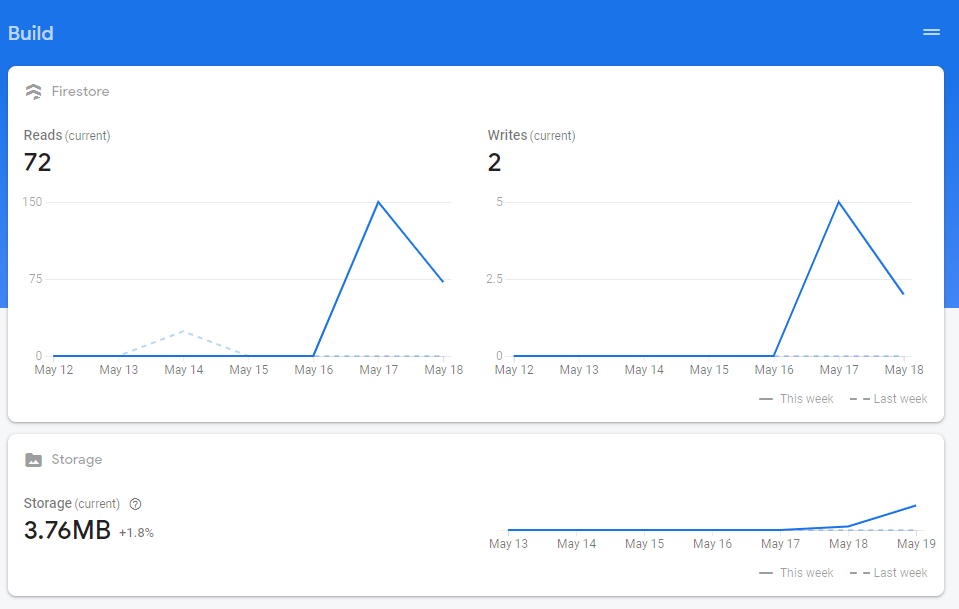 Build
Firestore
Reads (current)
72
150
75
0
May 12 May 13 May 14 May 15 May 16 May 17 May 18
Writes (current)
2
5
2.5
0
May 12 May 13 May 14 May 15 May 16 May 17 May 18
This week Last week
Storage
Storage (current)
3.76MB +1.8%
May 13 May 14 May 15 May 16 May 17 May 18 May 19
This week Last week